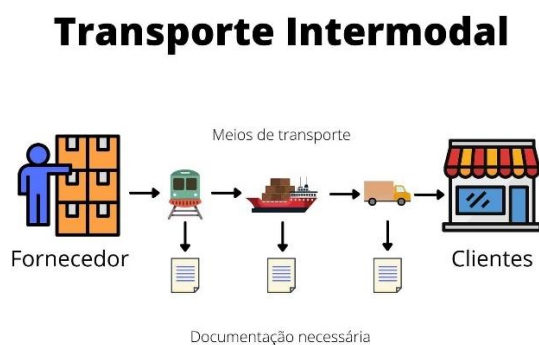 Transporte Intermodal
Meios de transporte
Fornecedor
Clientes
Documentação necessária